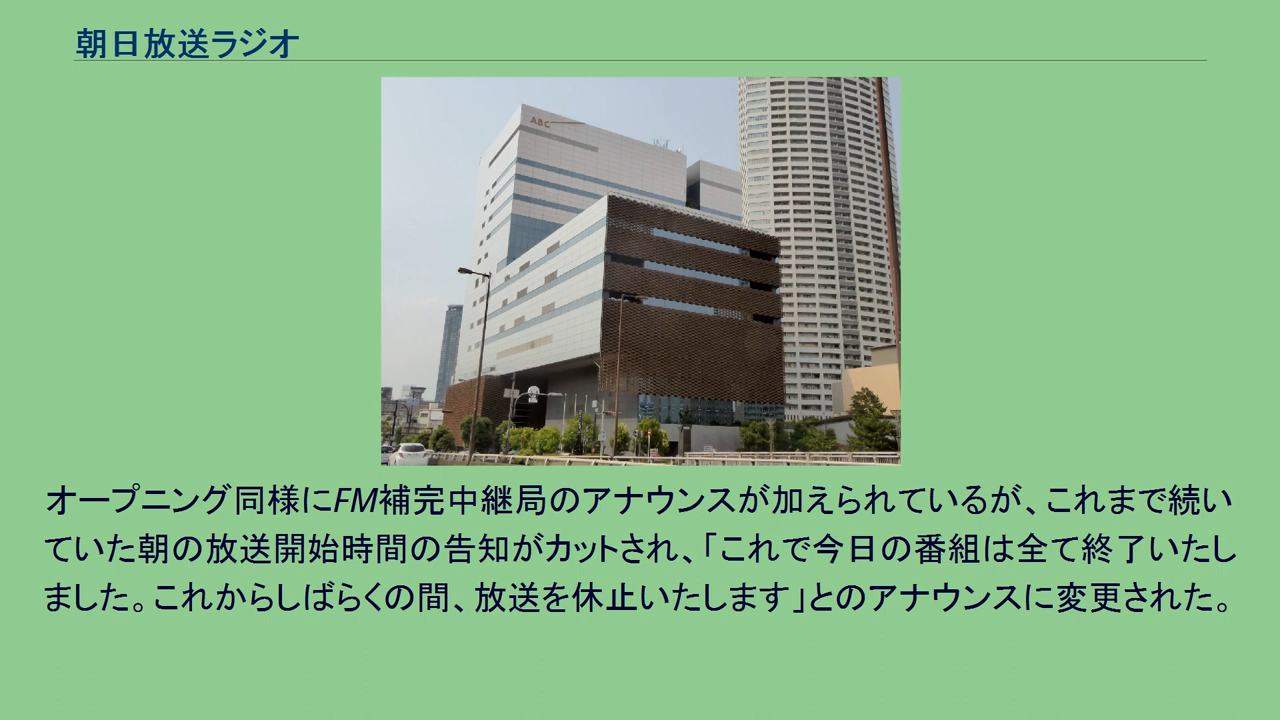 朝日放送ラジオ
ABC
オープニング同様にFM補完中継局のアナウンスが加えられているが、これまで続い
ていた朝の放送開始時間の告知がカットされ、「これで今日の番組は全て終了いたし
ました。これからしばらくの間、放送を休止いたします」とのアナウンスに変更された。